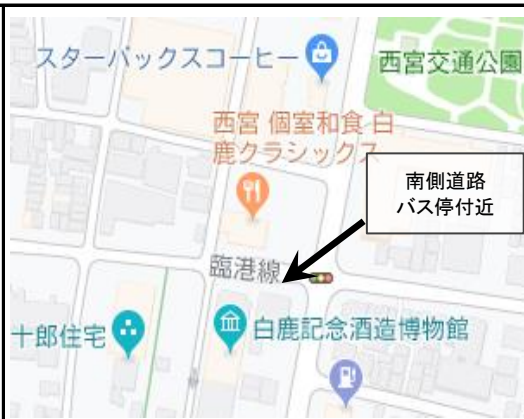 スターバックスコーヒー
西宮交通公園
西宮 個室和食 白
鹿クラシックス
南側道路
バス停付近
臨港線
十郎住宅
白鹿記念酒造博物館